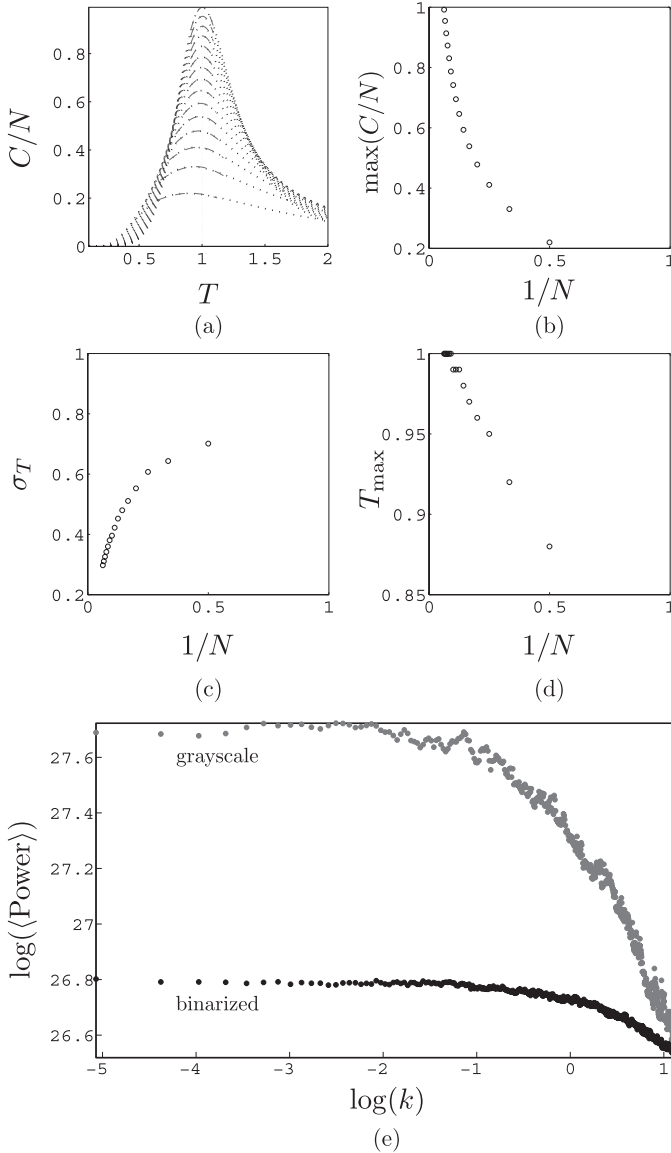 1
0.8
0.6
0.4
0.2
0
C/N
0.5 1 1.5 2
T
(a)
1
0.8
0.6
0.4
0.2
max(C/N)
0 0.5 1
1/N
(b)
1
0.8
0.6
0.4
0.2
σ_T
0 0.5 1
1/N
(c)
1
0.95
0.9
0.85
T_max
0 0.5 1
1/N
(d)
27.6
27.4
27.2
27
26.8
26.6
log(⟨Power⟩)
grayscale
binarized
−5 −4 −3 −2 −1 0 1
log(k)
(e)